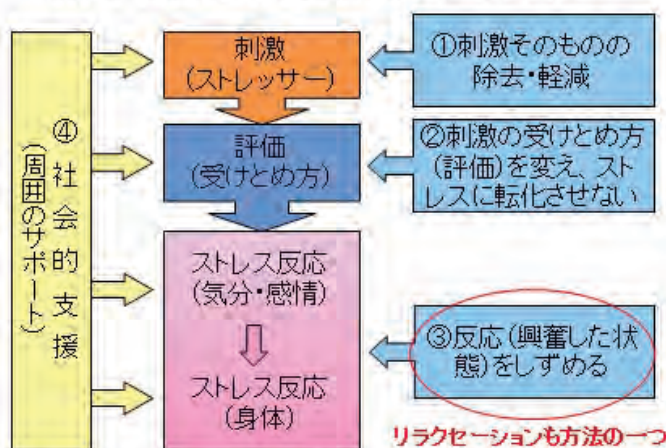 ④社会的支援
(周囲のサポート)
刺激
(ストレッサー)
評価
(受けとめ方)
ストレス反応
(気分・感情)
ストレス反応
(身体)
①刺激そのものの
除去・軽減
②刺激の受けとめ方
(評価)を変え、スト
レスに転化させない
③反応(興奮した状
態)をしずめる
リラクセーションも方法の一つ